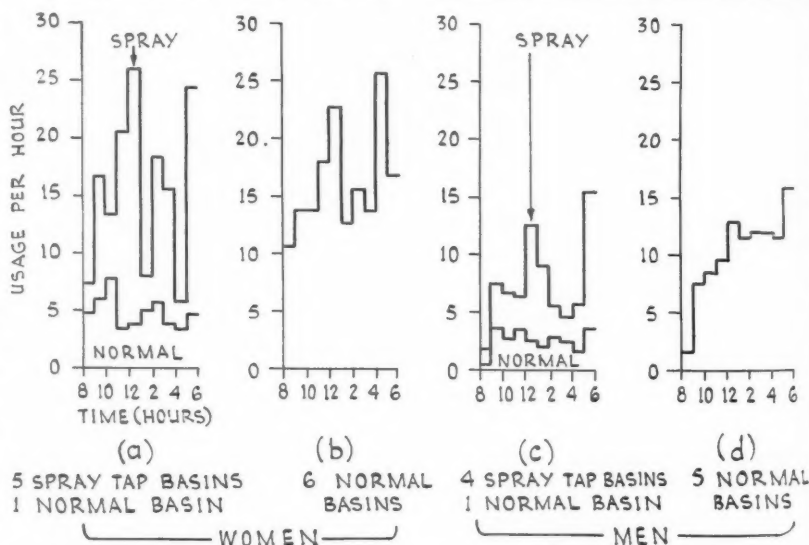 USAGE PER HOUR
30 25 20 15 10 5 0
SPRAY
NORMAL
8 10 12 2 4 6
TIME (HOURS)
(a)
5 SPRAY TAP BASINS
1 NORMAL BASIN
30 25 20 15 10 5 0
8 10 12 2 4 6
(b)
6 NORMAL
BASINS
WOMEN
30 25 20 15 10 5 0
SPRAY
NORMAL
8 10 12 2 4 6
(c)
4 SPRAY TAP BASINS
1 NORMAL BASIN
30 25 20 15 10 5 0
8 10 12 2 4 6
(d)
5 NORMAL
BASINS
MEN